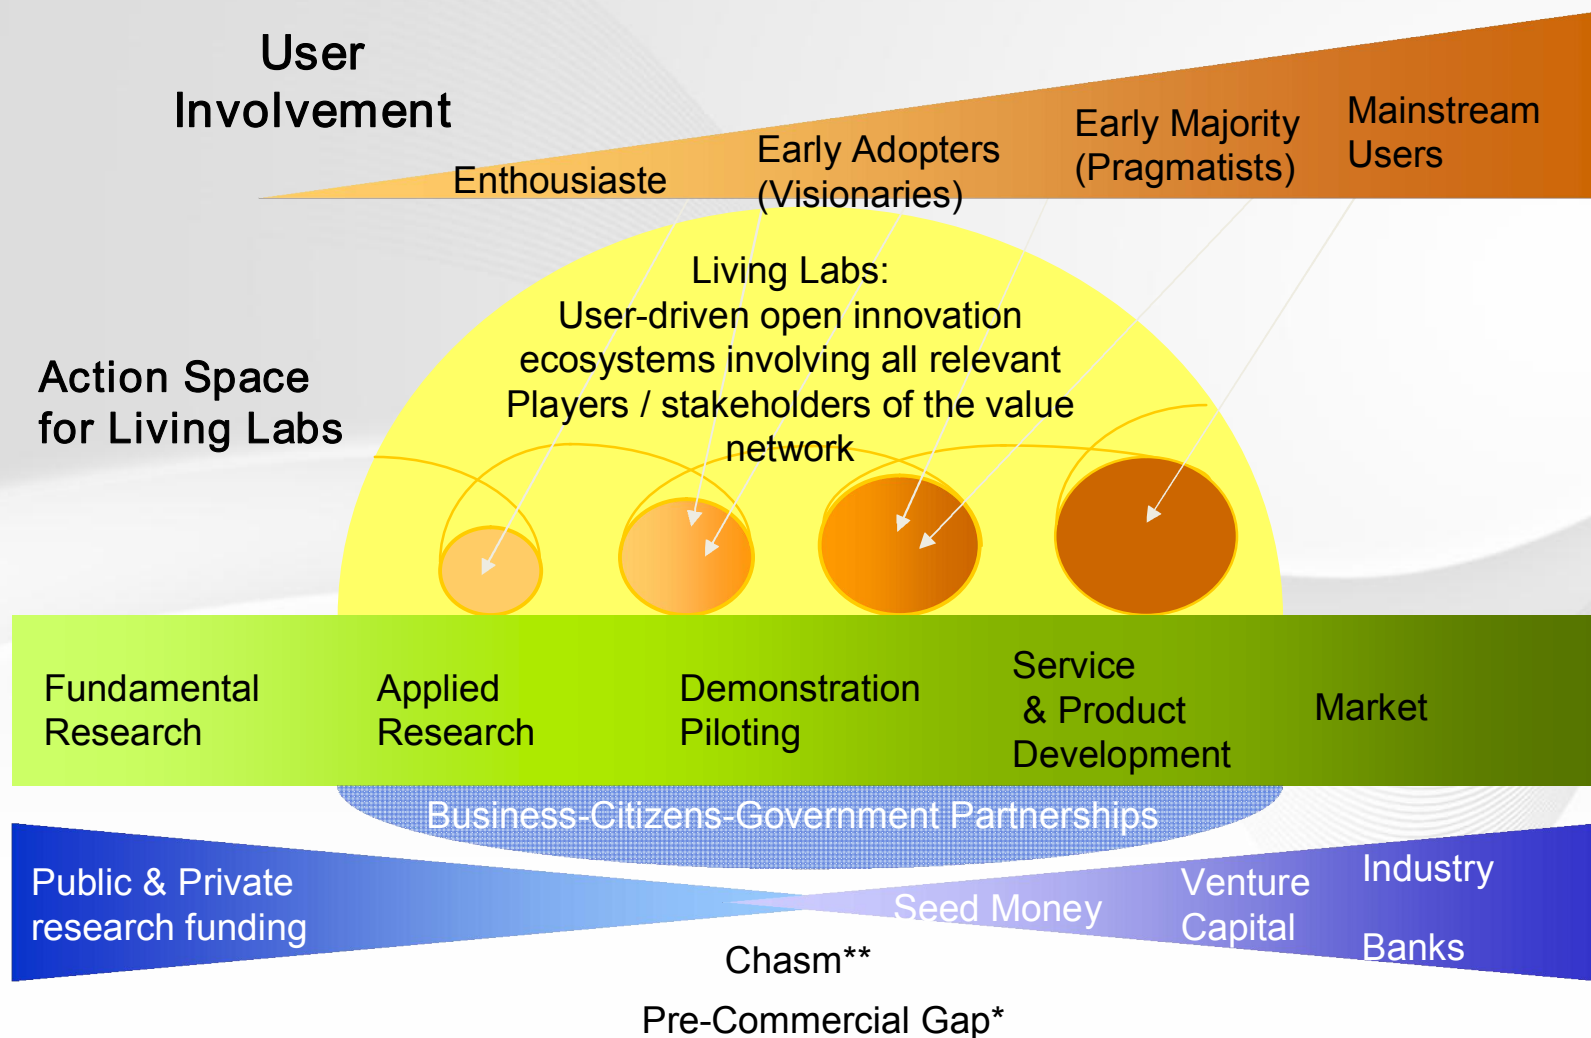 User
Involvement
Enthousiaste
Early Adopters
(Visionaries)
Early Majority
(Pragmatists)
Mainstream
Users
Living Labs:
User-driven open innovation
ecosystems involving all relevant
Players / stakeholders of the value
network
Action Space
for Living Labs
Fundamental
Research
Applied
Research
Demonstration
Piloting
Service
& Product
Development
Market
Business-Citizens-Government Partnerships
Public & Private
research funding
Seed Money
Venture
Capital
Industry
Banks
Chasm**
Pre-Commercial Gap*